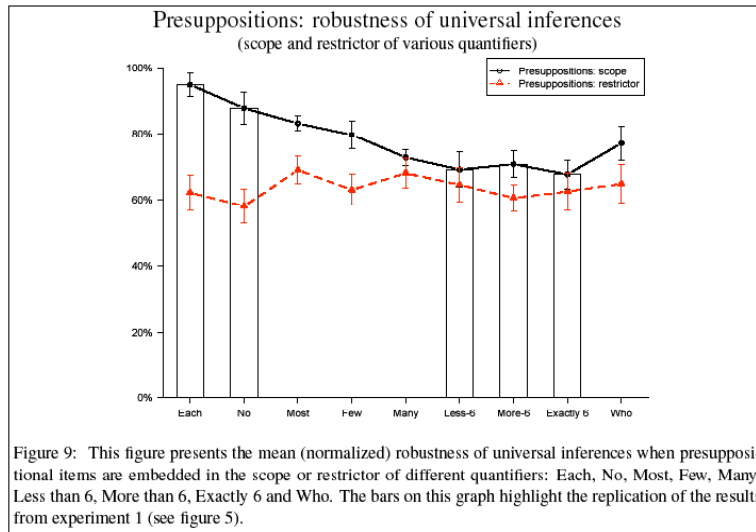 Presuppositions: robustness of universal inferences
(scope and restrictor of various quantifiers)
100%
Presuppositions: scope
Presuppositions: restrictor
80%
60%
40%
20%
0%
Each No Most Few Many Less-6 More-6 Exactly 6 Who
Figure 9: This figure presents the mean (normalized) robustness of universal inferences when presupposi-
tional items are embedded in the scope or restrictor of different quantifiers: Each, No, Most, Few, Many
Less than 6, More than 6, Exactly 6 and Who. The bars on this graph highlight the replication of the results
from experiment 1 (see figure 5).